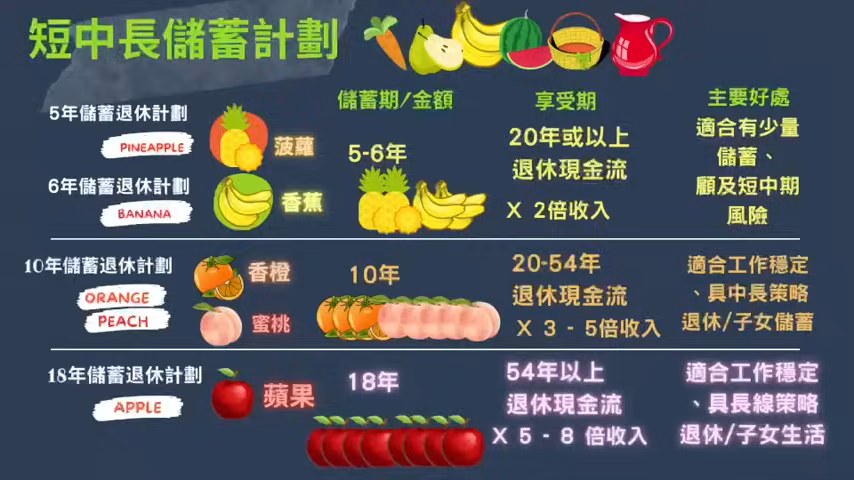 短中長儲蓄計劃
儲蓄期/金額
享受期
主要好處
5年儲蓄退休計劃
PINEAPPLE
菠蘿
6年儲蓄退休計劃
BANANA
香蕉
5-6年
20年或以上
退休現金流
X 2倍收入
適合有少量
儲蓄、
顧及短中期
風險
10年儲蓄退休計劃
ORANGE
PEACH
香橙
蜜桃
10年
20-54年
退休現金流
X 3 - 5倍收入
適合工作穩定
、具中長策略
退休/子女儲蓄
18年儲蓄退休計劃
APPLE
蘋果
18年
54年以上
退休現金流
X 5 - 8 倍收入
適合工作穩定
、具長線策略
退休/子女生活